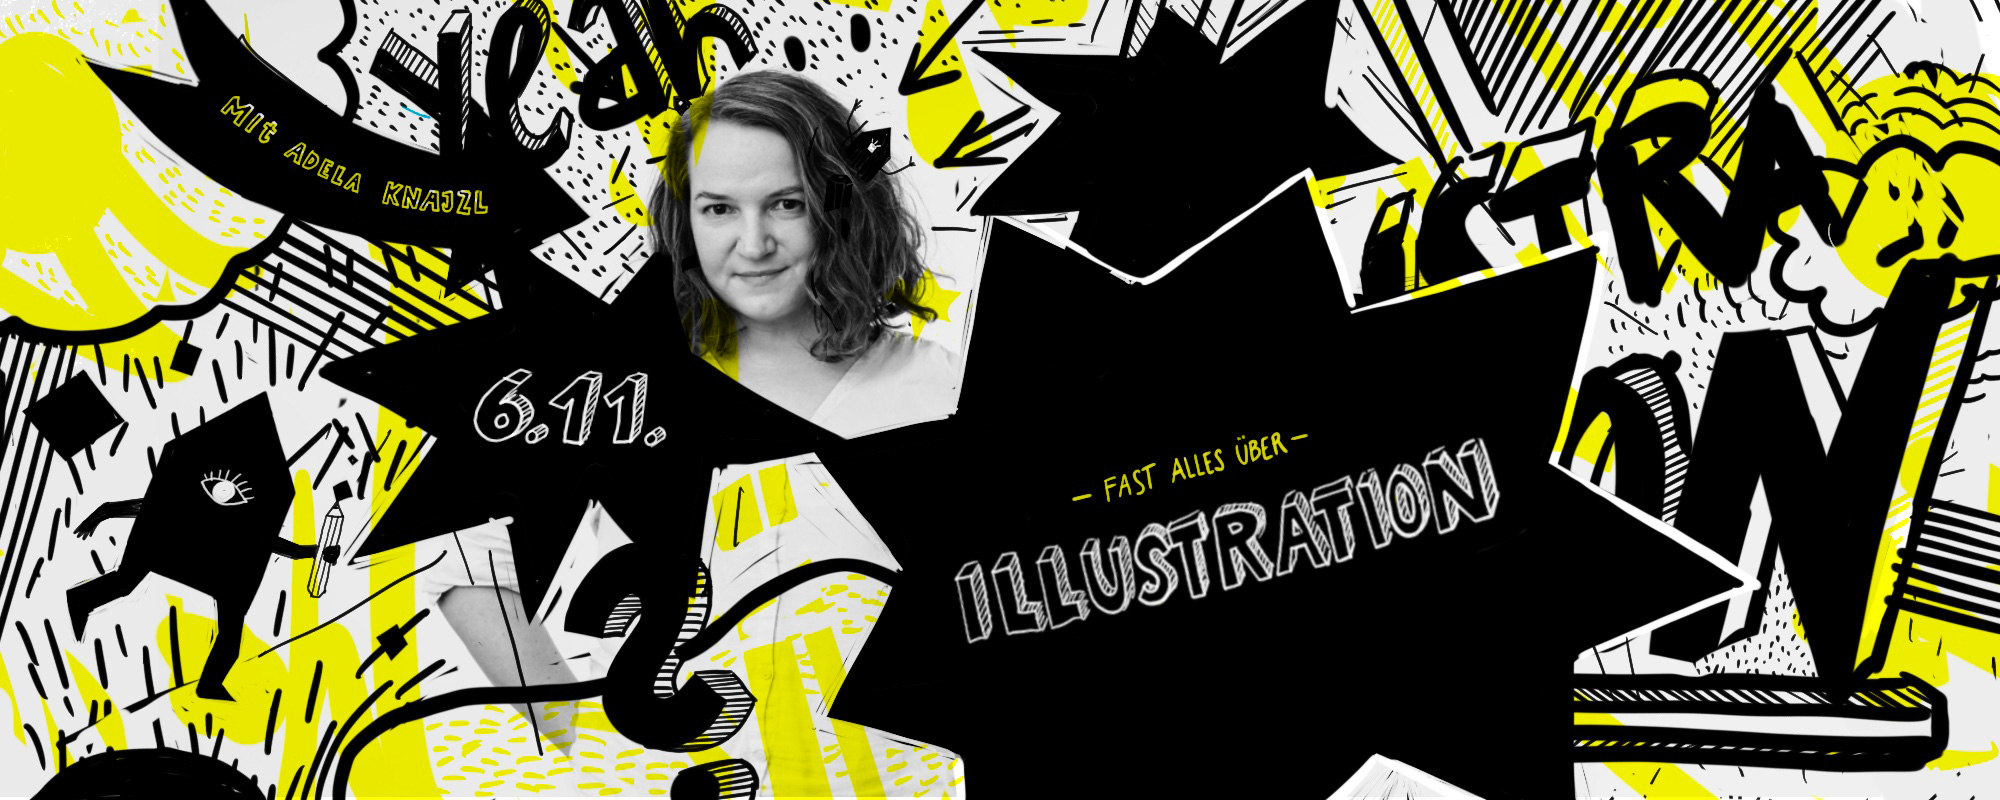 Yeah
MIt ADELA KNAJZL
6.11.
– FAST ALLES ÜBER –
ILLUSTRATION
?